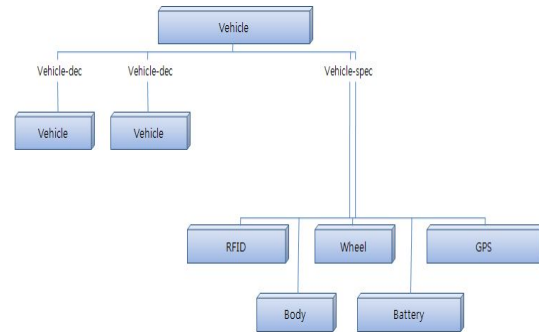 Vehicle
Vehicle-dec Vehicle-dec Vehicle-spec
Vehicle Vehicle
RFID Wheel GPS
Body Battery